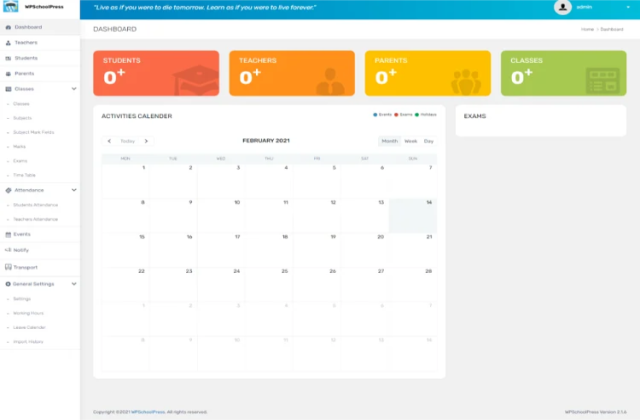 WPSchoolPress
"Live as if you were to die tomorrow. Learn as if you were to live forever."
admin
Dashboard
Teachers
Students
Parents
Classes
Classes
Subjects
Subject Mark Fields
Marks
Exams
Time Table
Attendance
Students Attendance
Teachers Attendance
Events
Notify
Transport
General Settings
Settings
Working Hours
Leave Calendar
Import History
DASHBOARD
Home > Dashboard
STUDENTS
0+
TEACHERS
0+
PARENTS
0+
CLASSES
0+
ACTIVITIES CALENDER
Events Exams Holidays
EXAMS
< Today >
FEBRUARY 2021
Month Week Day
MON TUE WED THU FRI SAT SUN
1 2 3 4 5 6 7
8 9 10 11 12 13 14
15 16 17 18 19 20 21
22 23 24 25 26 27 28
1 2 3 4 5 6 7
8 9 10 11 12 13 14
Copyright ©2021 WPSchoolPress. All rights reserved.
WPSchoolPress Version 2.1.6